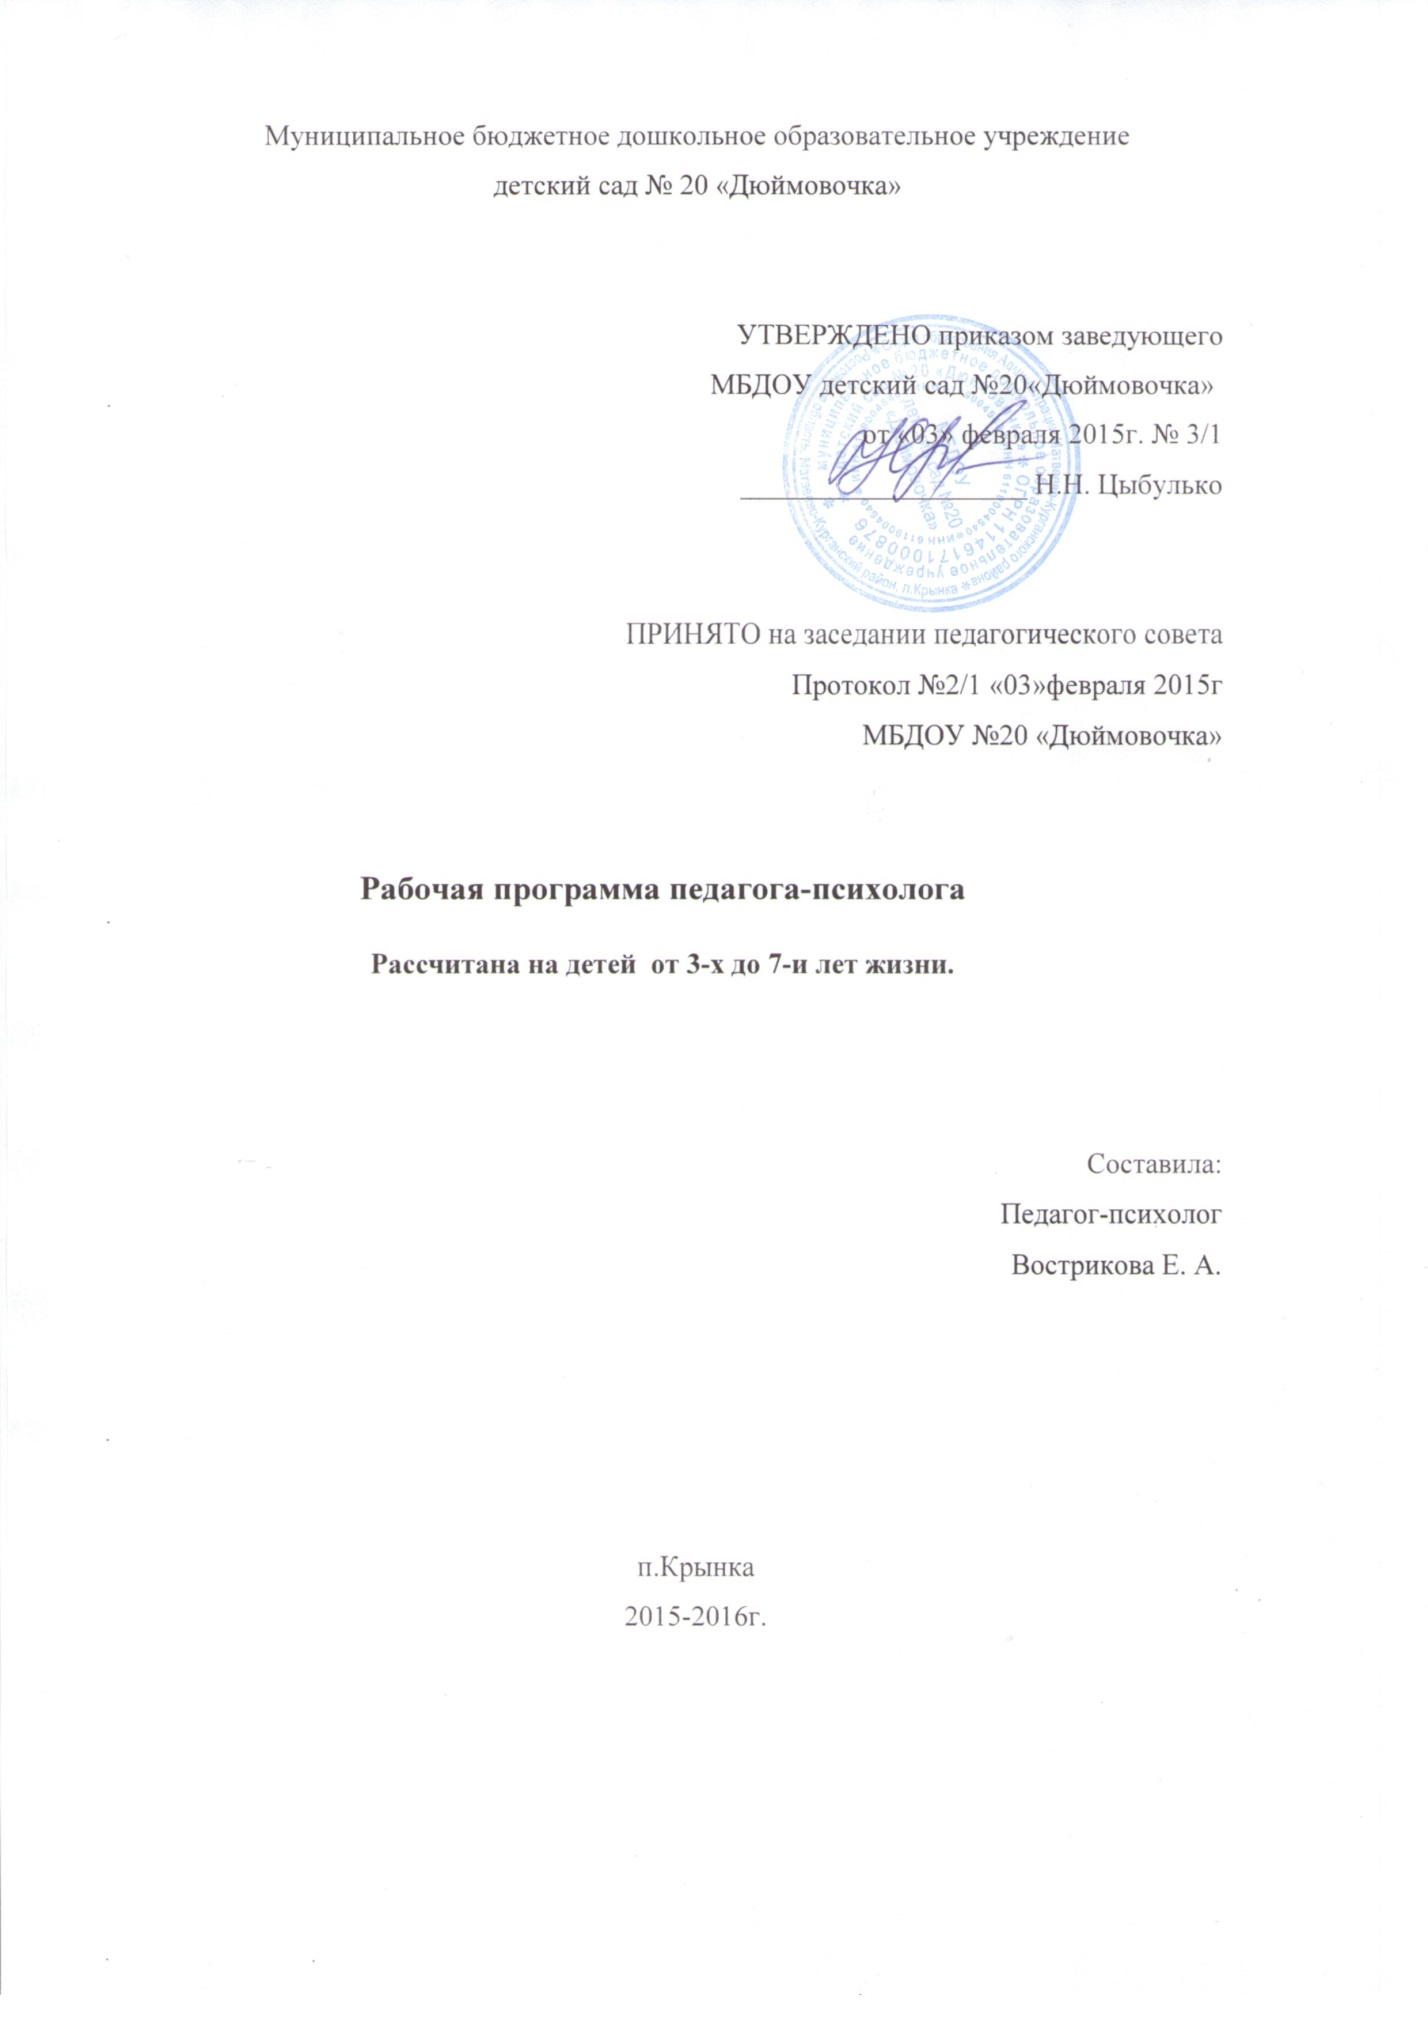 Муниципальное бюджетное дошкольное образовательное учреждение
детский сад № 20 «Дюймовочка»
УТВЕРЖДЕНО приказом заведующего
МБДОУ детский сад №20«Дюймовочка»
от «03» февраля 2015г. № 3/1
Н.Н. Цыбулько
ПРИНЯТО на заседании педагогического совета
Протокол №2/1 «03»февраля 2015г
МБДОУ №20 «Дюймовочка»
Рабочая программа педагога-психолога
Рассчитана на детей от 3-х до 7-и лет жизни.
Составила:
Педагог-психолог
Вострикова Е. А.
п.Крынка
2015-2016г.